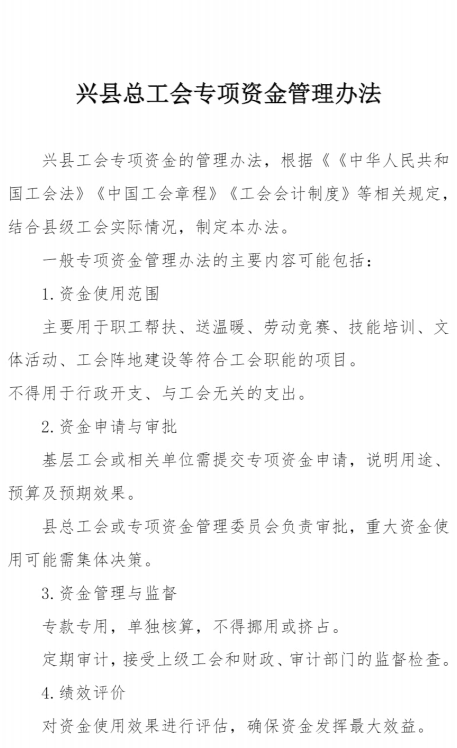 兴县总工会专项资金管理办法
兴县工会专项资金的管理办法，根据《《中华人民共和
国工会法》《中国工会章程》《工会会计制度》等相关规定，
结合县级工会实际情况，制定本办法。
一般专项资金管理办法的主要内容可能包括：
1.资金使用范围
主要用于职工帮扶、送温暖、劳动竞赛、技能培训、文
体活动、工会阵地建设等符合工会职能的项目。
不得用于行政开支、与工会无关的支出。
2.资金申请与审批
基层工会或相关单位需提交专项资金申请，说明用途、
预算及预期效果。
县总工会或专项资金管理委员会负责审批，重大资金使
用可能需集体决策。
3.资金管理与监督
专款专用，单独核算，不得挪用或挤占。
定期审计，接受上级工会和财政、审计部门的监督检查。
4.绩效评价
对资金使用效果进行评估，确保资金发挥最大效益。